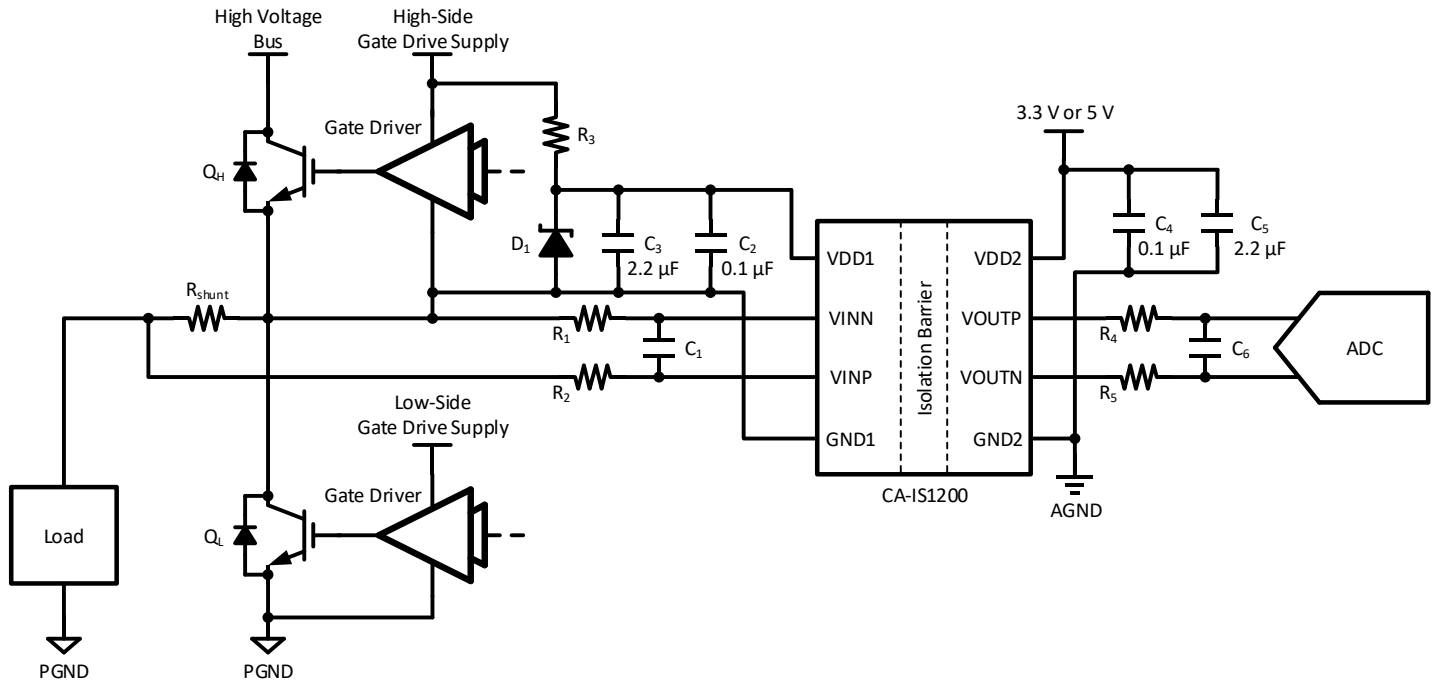 High Voltage
Bus
High-Side
Gate Drive Supply
3.3 V or 5 V
Gate Driver
R3
QH
D1
C3
2.2 μF
C2
0.1 μF
C4
0.1 μF
C5
2.2 μF
VDD1
VDD2
Rshunt
R1
C1
VINN
Isolation Barrier
VOUTP
R4
C6
ADC
R2
VINP
VOUTN
R5
Low-Side
Gate Drive Supply
GND1
GND2
CA-IS1200
AGND
Gate Driver
Load
QL
PGND
PGND